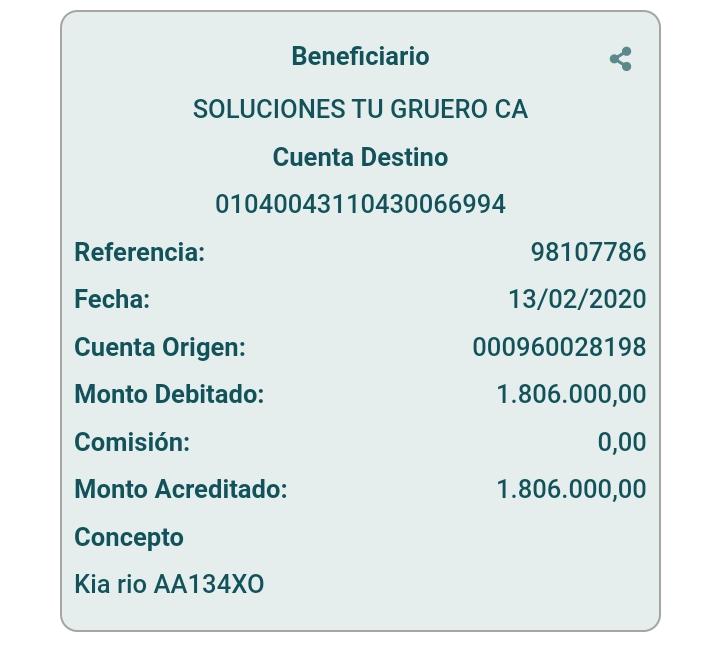 Beneficiario
SOLUCIONES TU GRUERO CA
Cuenta Destino
01040043110430066994
Referencia: 98107786
Fecha: 13/02/2020
Cuenta Origen: 000960028198
Monto Debitado: 1.806.000,00
Comisión: 0,00
Monto Acreditado: 1.806.000,00
Concepto
Kia rio AA134XO